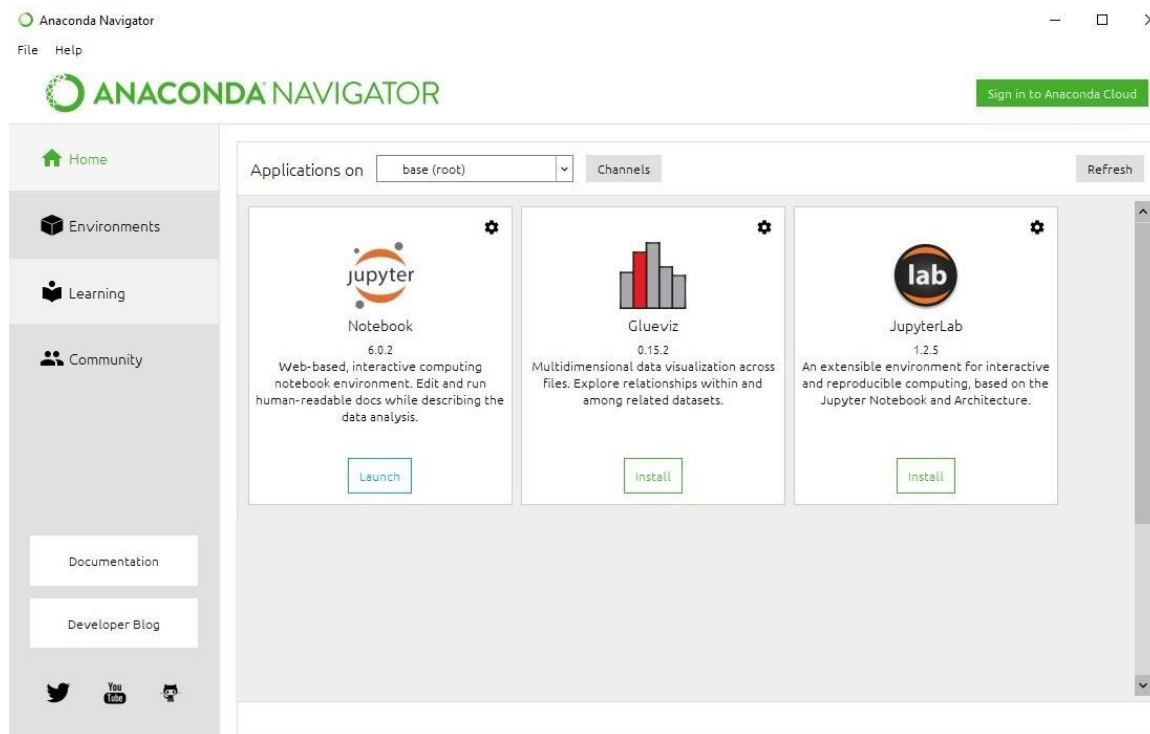 Anaconda Navigator
File Help
ANACONDA NAVIGATOR
Sign in to Anaconda Cloud
Home
Environments
Learning
Community
Documentation
Developer Blog
You
Tube
Applications on base (root) Channels Refresh
jupyter
Notebook
6.0.2
Web-based, interactive computing
notebook environment. Edit and run
human-readable docs while describing the
data analysis.
Launch
Glueviz
0.15.2
Multidimensional data visualization across
files. Explore relationships within and
among related datasets.
Install
lab
JupyterLab
1.2.5
An extensible environment for interactive
and reproducible computing, based on the
Jupyter Notebook and Architecture.
Install